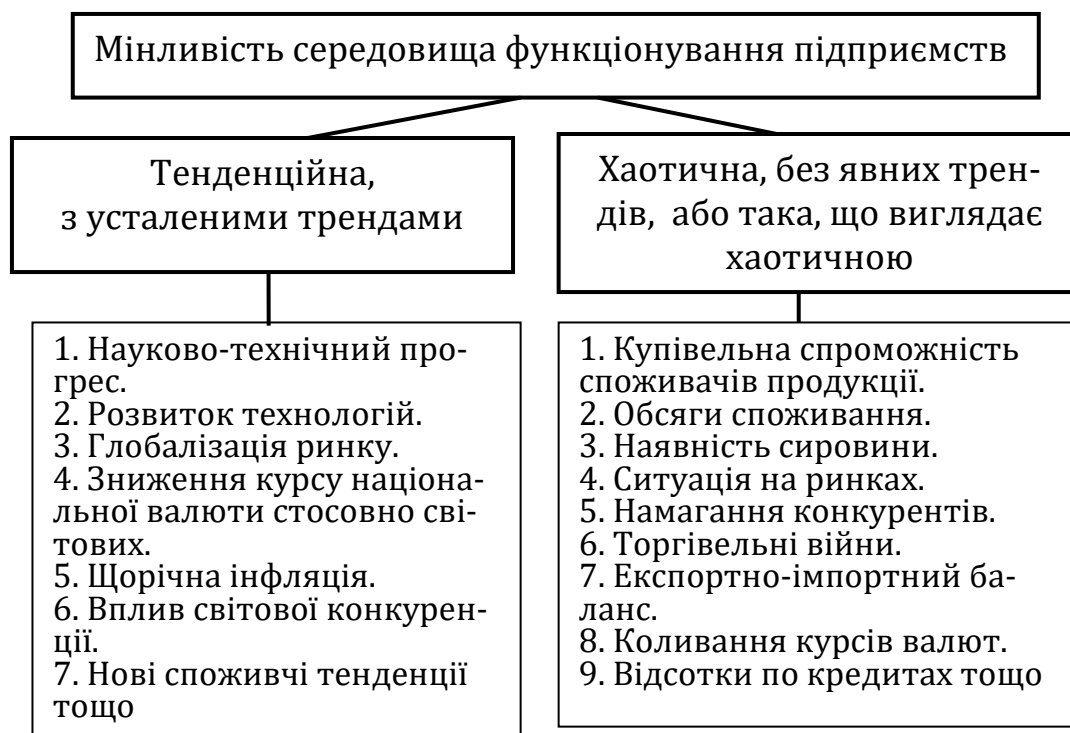 Мінливість середовища функціонування підприємств
Тенденційна,
з усталеними трендами
Хаотична, без явних трен-
дів, або така, що виглядає
хаотичною
1. Науково-технічний про-
грес.
2. Розвиток технологій.
3. Глобалізація ринку.
4. Зниження курсу націона-
льної валюти стосовно сві-
тових.
5. Щорічна інфляція.
6. Вплив світової конкурен-
ції.
7. Нові споживчі тенденції
тощо
1. Купівельна спроможність
споживачів продукції.
2. Обсяги споживання.
3. Наявність сировини.
4. Ситуація на ринках.
5. Намагання конкурентів.
6. Торгівельні війни.
7. Експортно-імпортний ба-
ланс.
8. Коливання курсів валют.
9. Відсотки по кредитах тощо